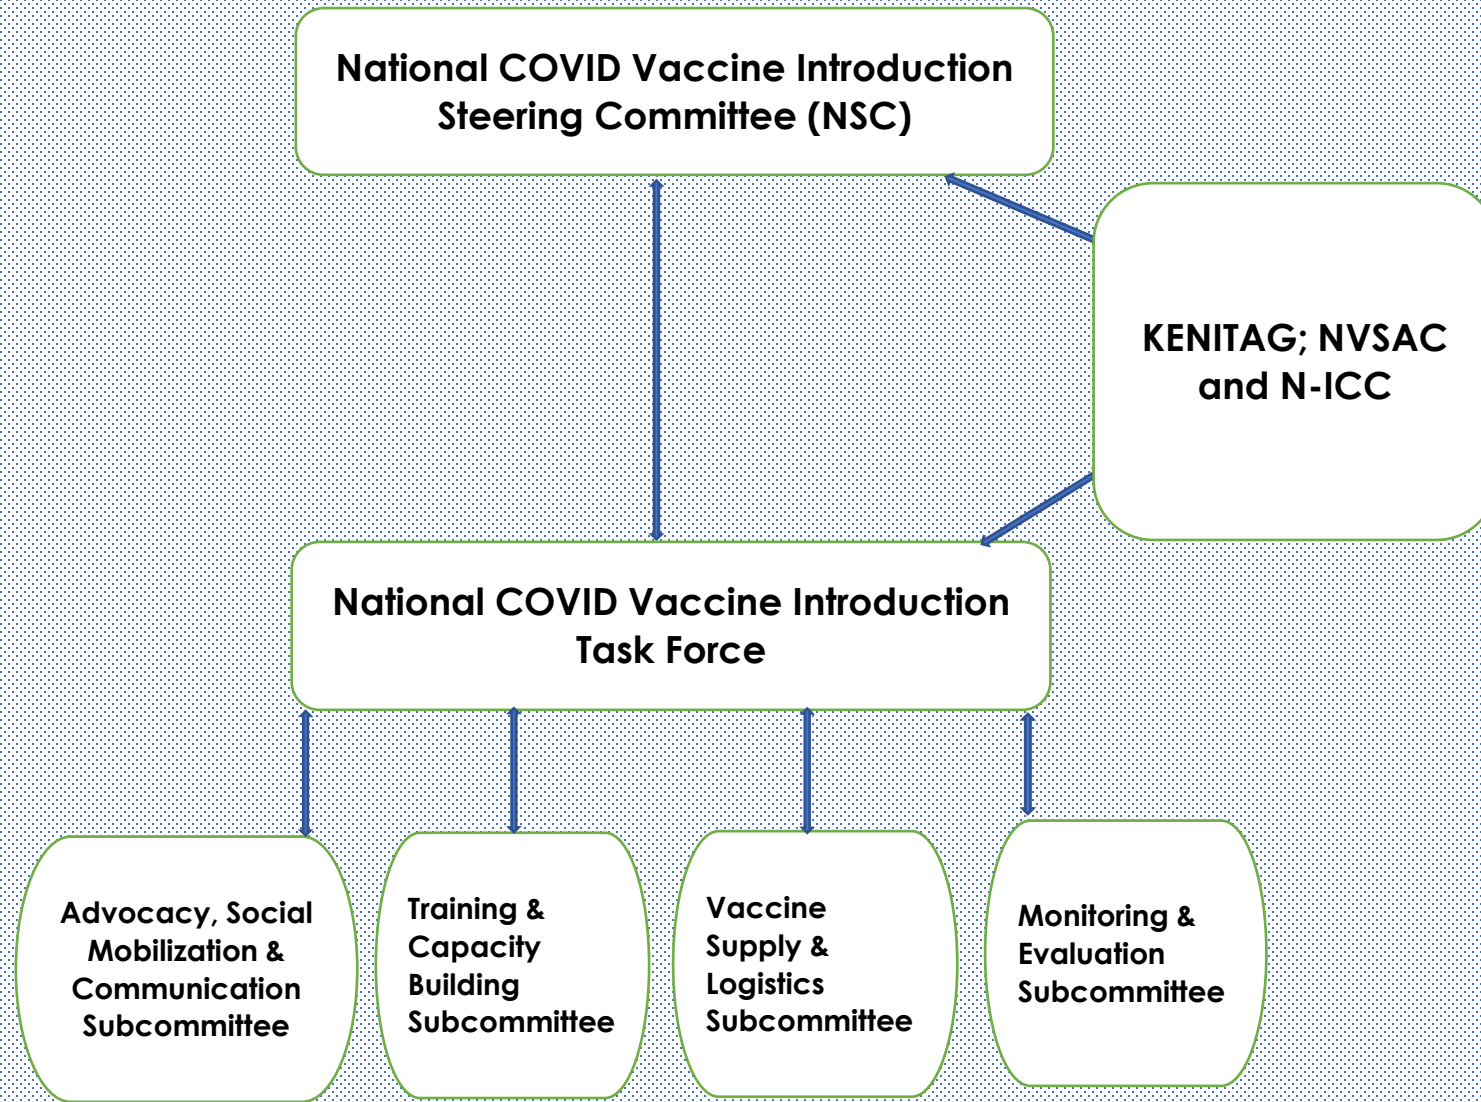 National COVID Vaccine Introduction
Steering Committee (NSC)
KENITAG; NVSAC
and N-ICC
National COVID Vaccine Introduction
Task Force
Advocacy, Social
Mobilization &
Communication
Subcommittee
Training &
Capacity
Building
Subcommittee
Vaccine
Supply &
Logistics
Subcommittee
Monitoring &
Evaluation
Subcommittee